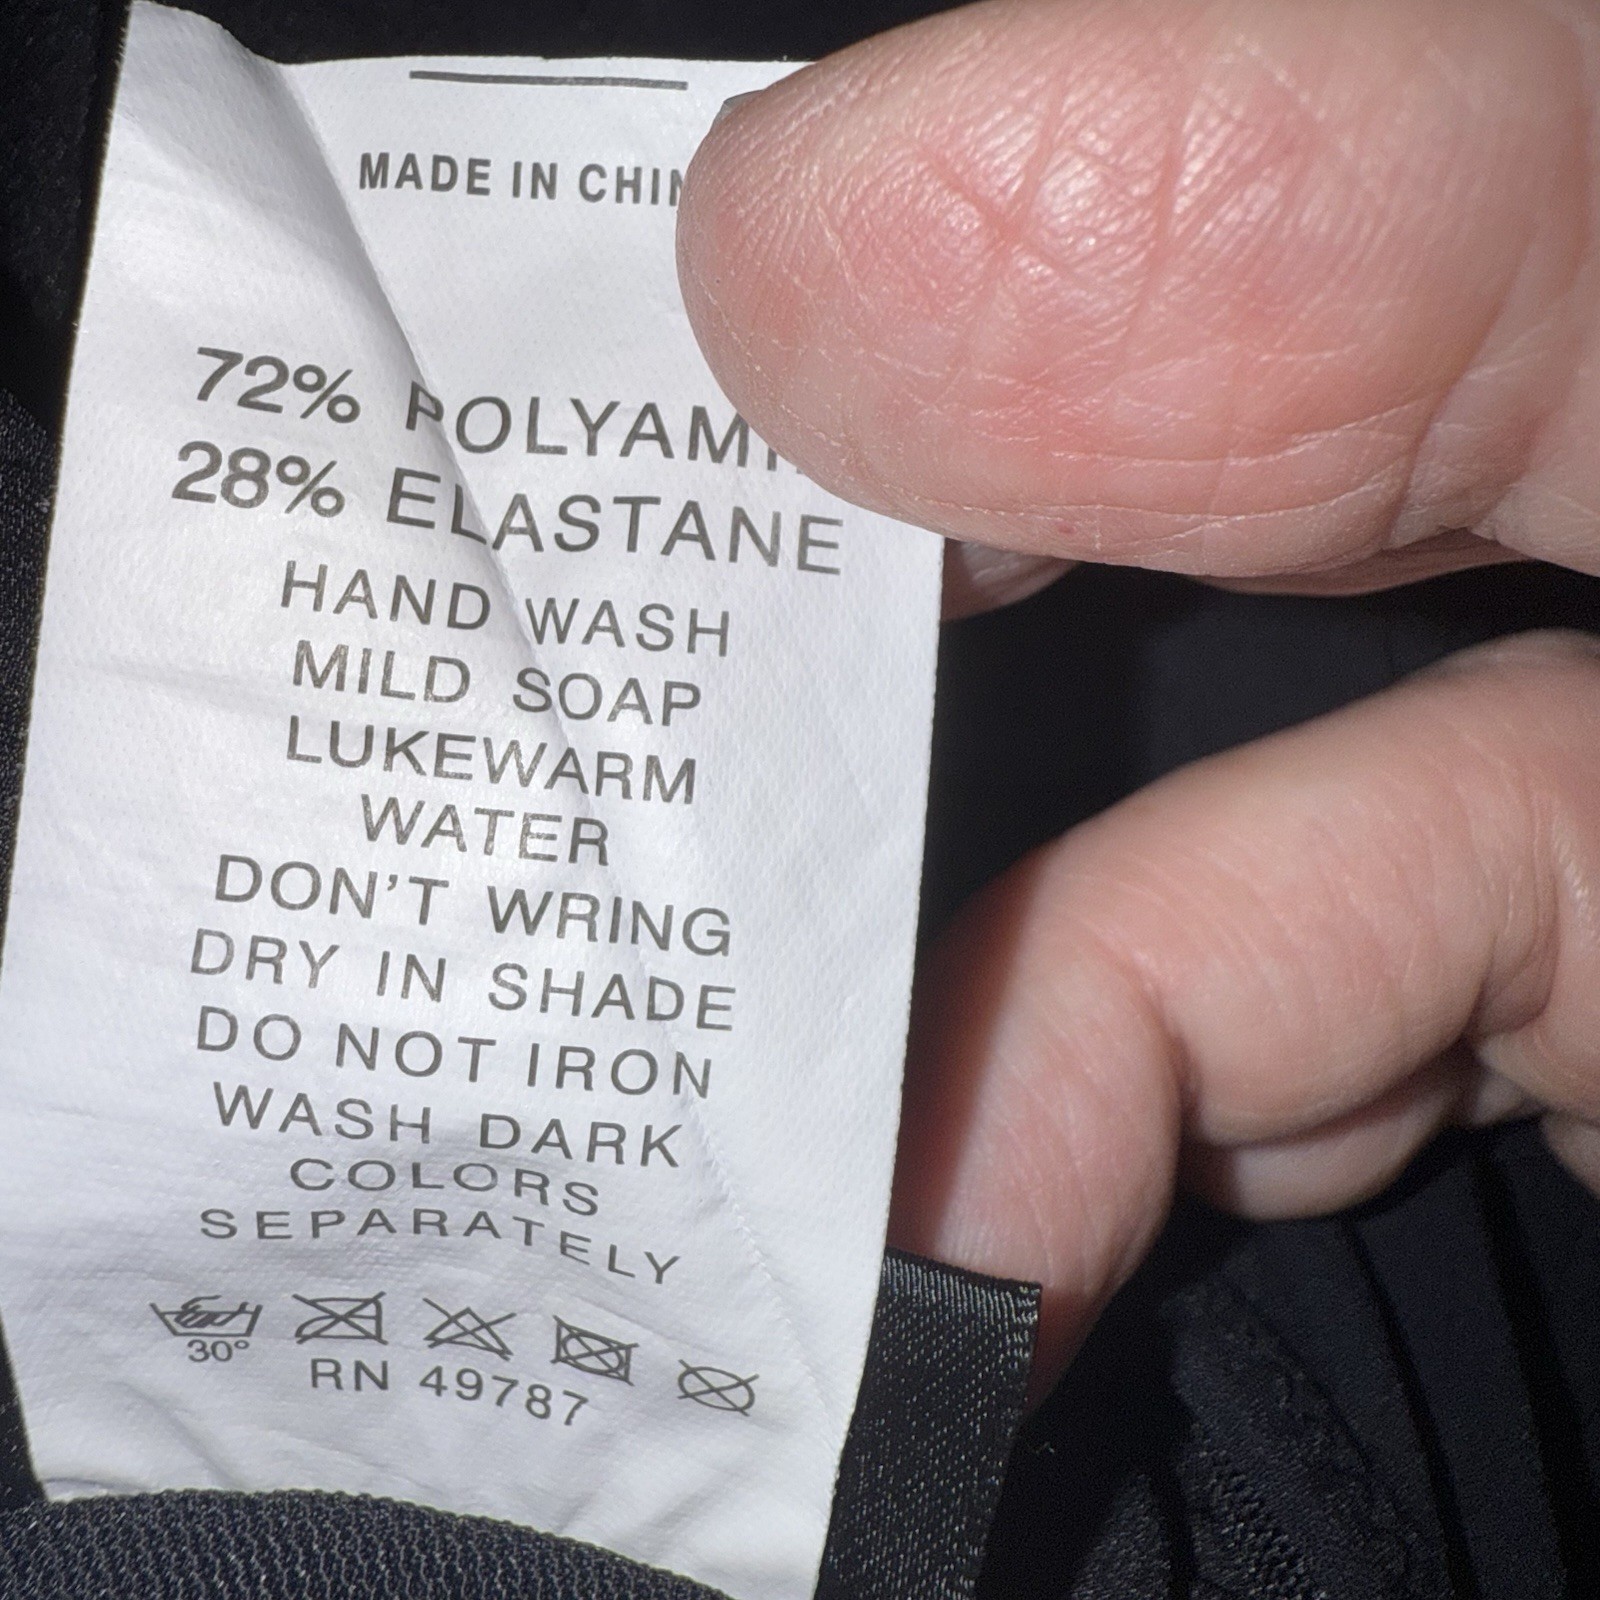 MADE IN CHIN
72% POLYAMI
28% ELASTANE
HAND WASH
MILD SOAP
LUKEWARM
WATER
DON'T WRING
DRY IN SHADE
DO NOT IRON
WASH DARK
COLORS
SEPARATELY
30°
RN 49787